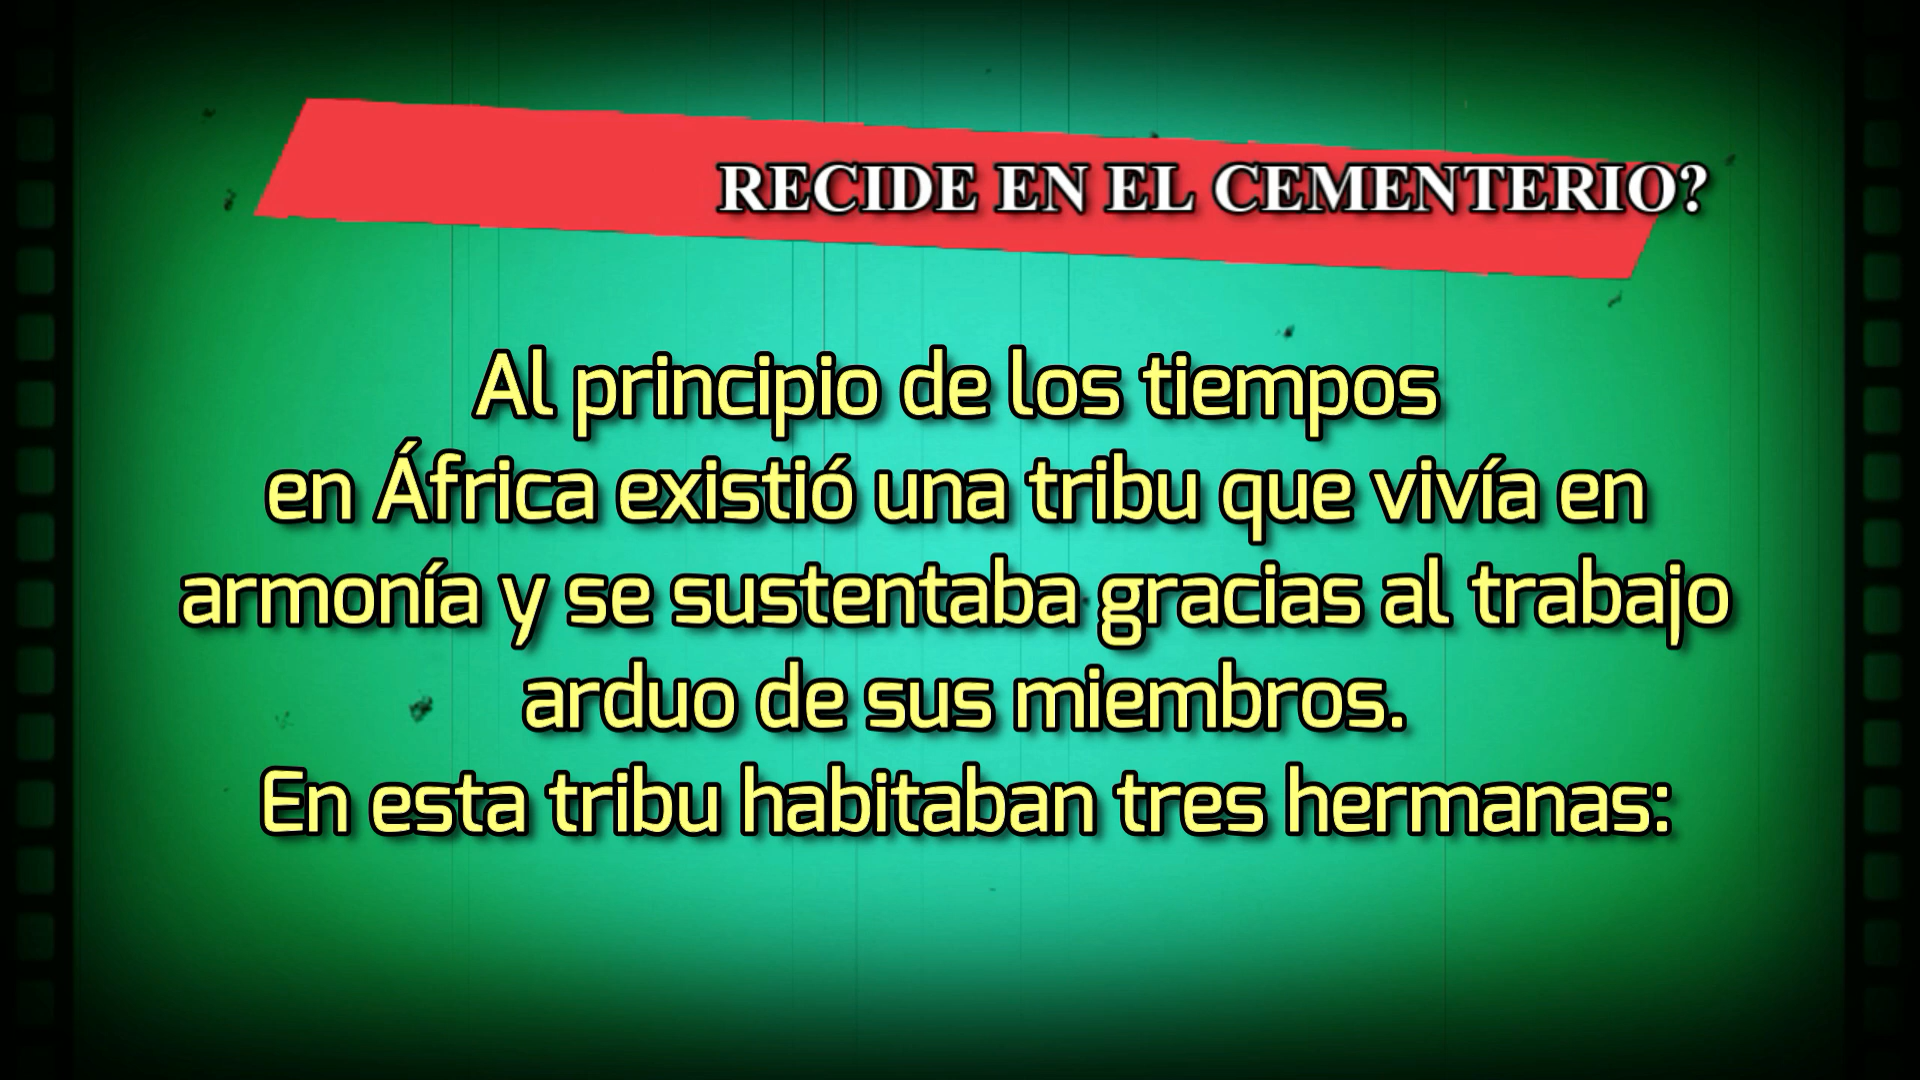 RECIDE EN EL CEMENTERIO?
Al principio de los tiempos
en África existió una tribu que vivía en
armonía y se sustentaba gracias al trabajo
arduo de sus miembros.
En esta tribu habitaban tres hermanas: